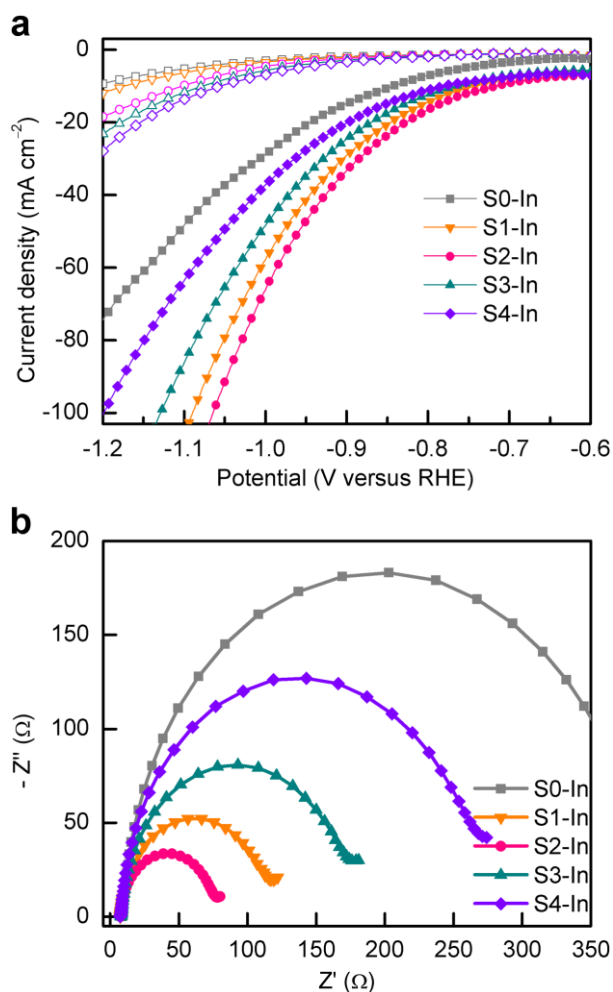 a
0
-20
-40
-60
-80
-100
Current density (mA cm⁻²)
S0-In
S1-In
S2-In
S3-In
S4-In
-1.2 -1.1 -1.0 -0.9 -0.8 -0.7 -0.6
Potential (V versus RHE)
b
200
150
100
50
0
- Z'' (Ω)
S0-In
S1-In
S2-In
S3-In
S4-In
0 50 100 150 200 250 300 350
Z' (Ω)